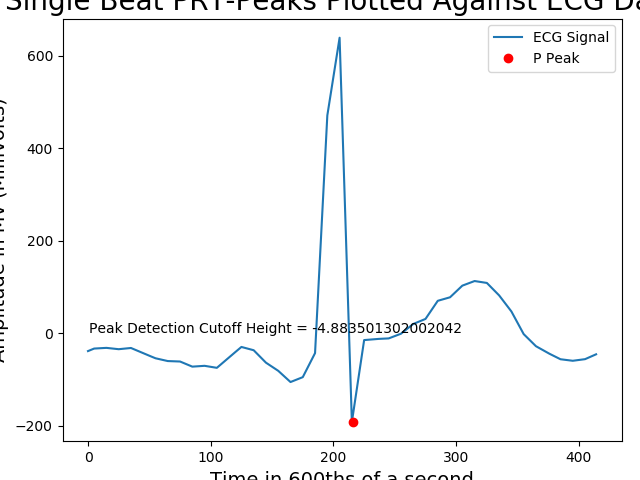 Single Beat PRT-Peaks Plotted Against ECG Da
ECG Signal
P Peak
600
400
200
0
-200
Amplitude in MV (Millivolts)
Peak Detection Cutoff Height = -4.883501302002042
0 100 200 300 400
Time in 600ths of a second